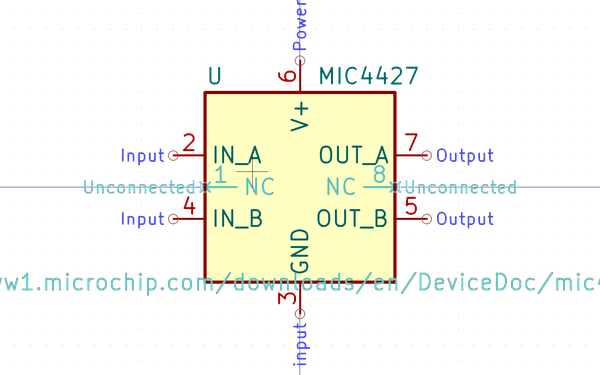 Power
6
U MIC4427
V+
Input 2 IN_A OUT_A 7 Output
Unconnected 1 NC NC 8 Unconnected
Input 4 IN_B OUT_B 5 Output
GND
w1.microchip.com/downloads/en/DeviceDoc/mic4
3
input